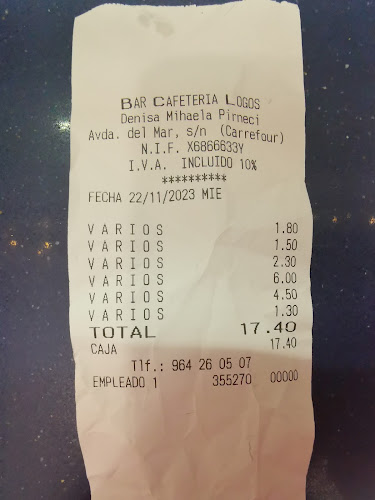 BAR CAFETERIA LOGOS
Denisa Mihaela Pirneci
Avda. del Mar, s/n (Carrefour)
N.I.F. X6866633Y
I.V.A. INCLUIDO 10%
**********
FECHA 22/11/2023 MIE
VARIOS 1.80
VARIOS 1.50
VARIOS 2.30
VARIOS 6.00
VARIOS 4.50
VARIOS 1.30
TOTAL 17.40
CAJA 17.40
Tlf.: 964 26 05 07
EMPLEADO 1 355270 00000